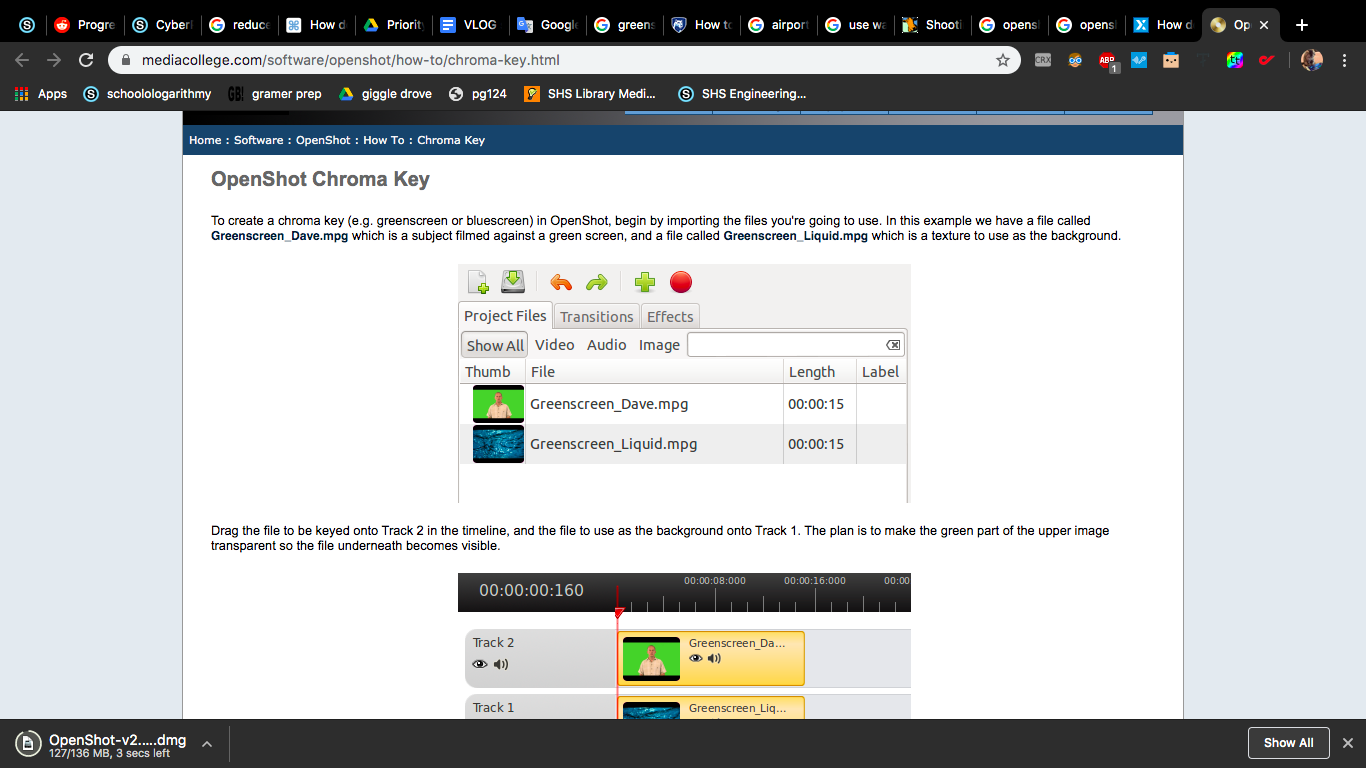 Progre
Cyberl
reduce
How d
Priorit
VLOG
Google
greens
How to
airport
use wa
Shooti
opensh
opensh
How d
Op
mediacollege.com/software/openshot/how-to/chroma-key.html
CRX
ABP
1
Apps
schoolologarithmy
GB!
gramer prep
giggle drove
pg124
SHS Library Medi...
SHS Engineering...
Home : Software : OpenShot : How To : Chroma Key
OpenShot Chroma Key
To create a chroma key (e.g. greenscreen or bluescreen) in OpenShot, begin by importing the files you're going to use. In this example we have a file called
Greenscreen_Dave.mpg which is a subject filmed against a green screen, and a file called Greenscreen_Liquid.mpg which is a texture to use as the background.
Project Files Transitions Effects
Show All Video Audio Image
Thumb File Length Label
Greenscreen_Dave.mpg 00:00:15
Greenscreen_Liquid.mpg 00:00:15
Drag the file to be keyed onto Track 2 in the timeline, and the file to use as the background onto Track 1. The plan is to make the green part of the upper image
transparent so the file underneath becomes visible.
00:00:00:160
00:00:08:000 00:00:16:000 00:00
Track 2
Greenscreen_Da...
Track 1
Greenscreen_Liq...
OpenShot-v2.....dmg
127/136 MB, 3 secs left
Show All